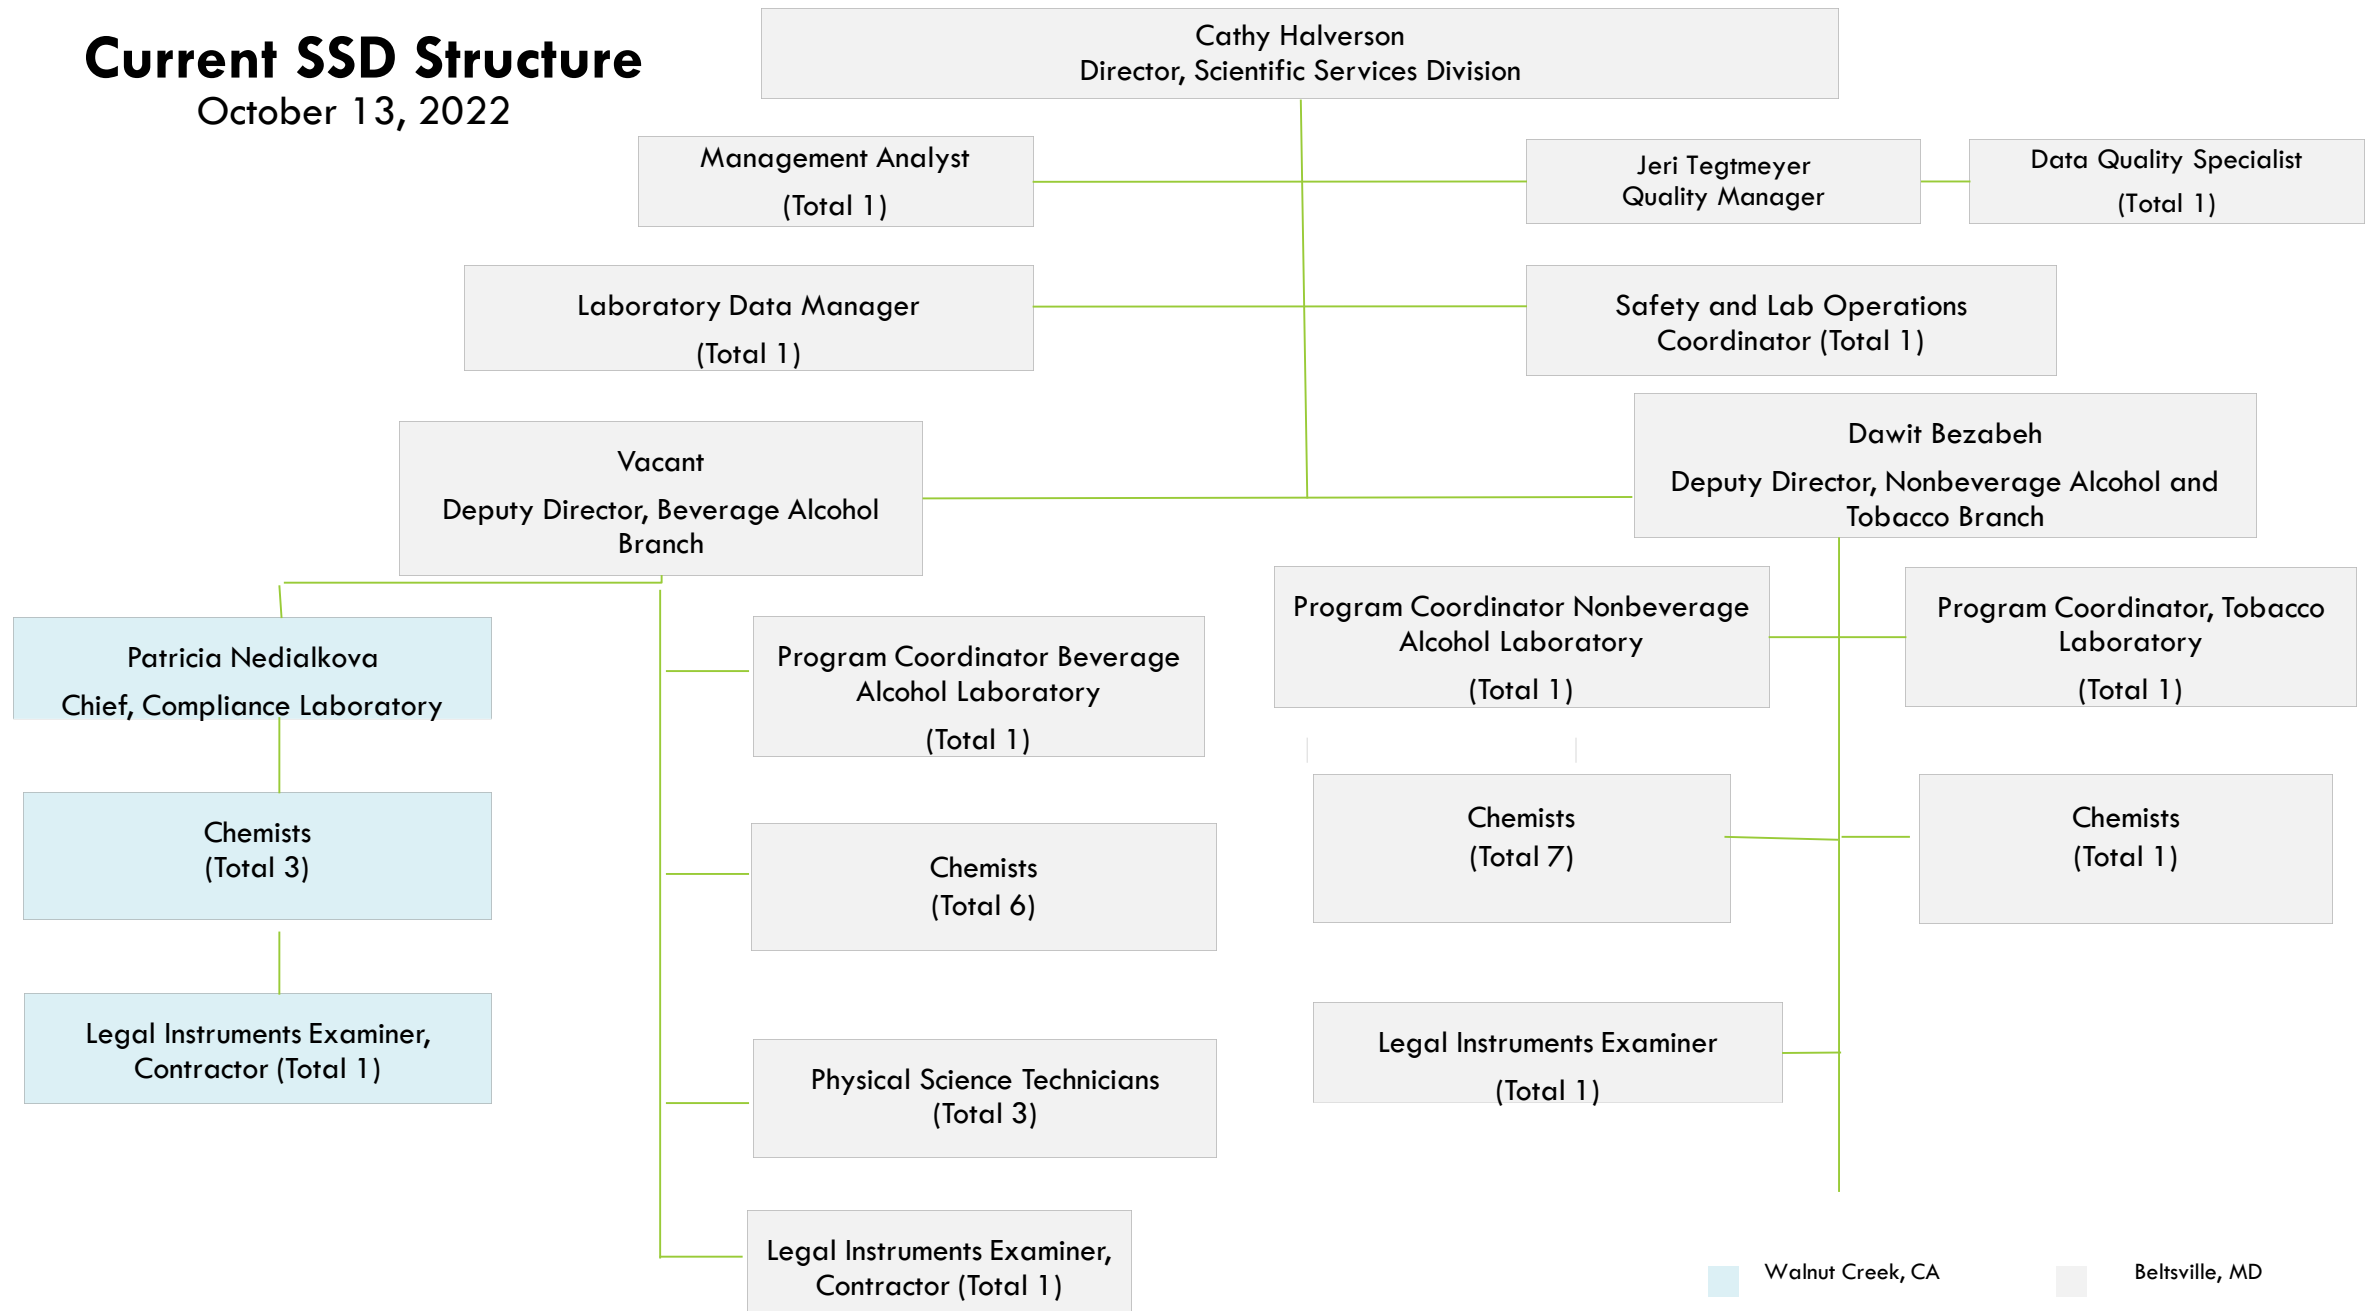 Current SSD Structure
October 13, 2022
Cathy Halverson
Director, Scientific Services Division
Management Analyst
(Total 1)
Jeri Tegtmeyer
Quality Manager
Data Quality Specialist
(Total 1)
Laboratory Data Manager
(Total 1)
Safety and Lab Operations
Coordinator (Total 1)
Vacant
Deputy Director, Beverage Alcohol
Branch
Dawit Bezabeh
Deputy Director, Nonbeverage Alcohol and
Tobacco Branch
Patricia Nedialkova
Chief, Compliance Laboratory
Chemists
(Total 3)
Legal Instruments Examiner,
Contractor (Total 1)
Program Coordinator Beverage
Alcohol Laboratory
(Total 1)
Chemists
(Total 6)
Physical Science Technicians
(Total 3)
Legal Instruments Examiner,
Contractor (Total 1)
Program Coordinator Nonbeverage
Alcohol Laboratory
(Total 1)
Chemists
(Total 7)
Legal Instruments Examiner
(Total 1)
Program Coordinator, Tobacco
Laboratory
(Total 1)
Chemists
(Total 1)
Walnut Creek, CA
Beltsville, MD